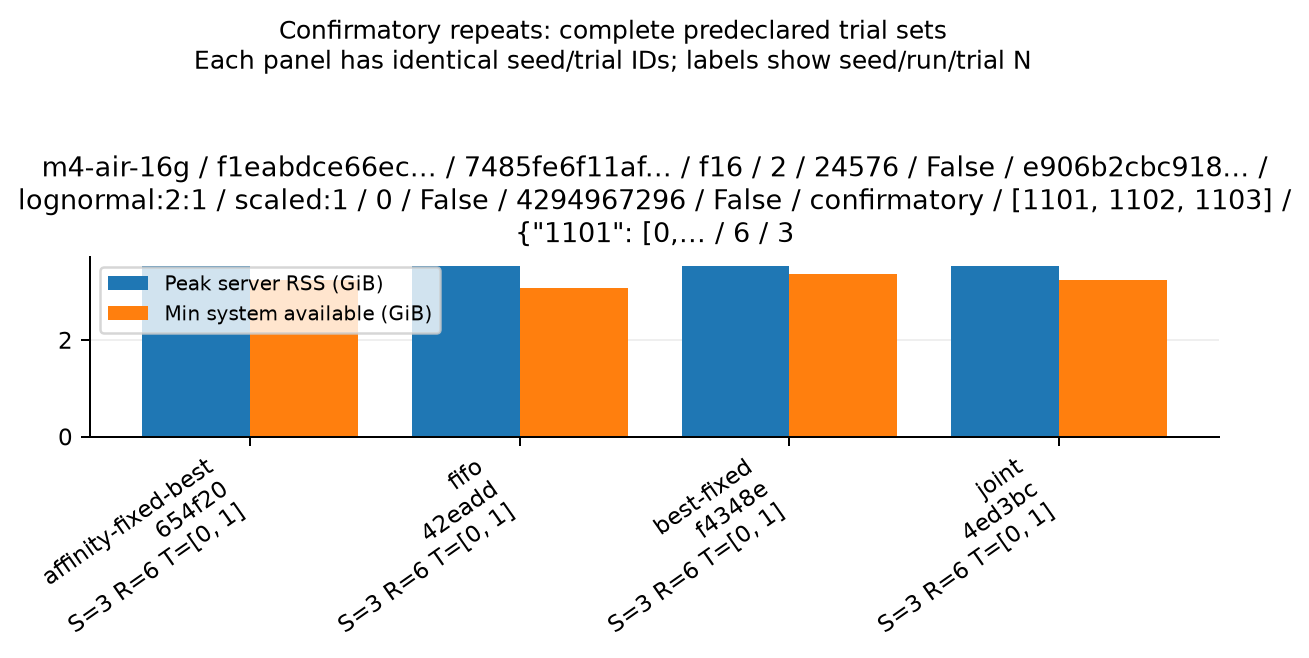 Confirmatory repeats: complete predeclared trial sets
Each panel has identical seed/trial IDs; labels show seed/run/trial N
m4-air-16g / f1eabdce66ec... / 7485fe6f11af... / f16 / 2 / 24576 / False / e906b2cbc918... /
lognormal:2:1 / scaled:1 / 0 / False / 4294967296 / False / confirmatory / [1101, 1102, 1103] /
{"1101": [0,... / 6 / 3
Peak server RSS (GiB)
Min system available (GiB)
2
0
affinity-fixed-best
654f20
S=3 R=6 T=[0, 1]
fifo
42eadd
S=3 R=6 T=[0, 1]
best-fixed
f4348e
S=3 R=6 T=[0, 1]
joint
4ed3bc
S=3 R=6 T=[0, 1]